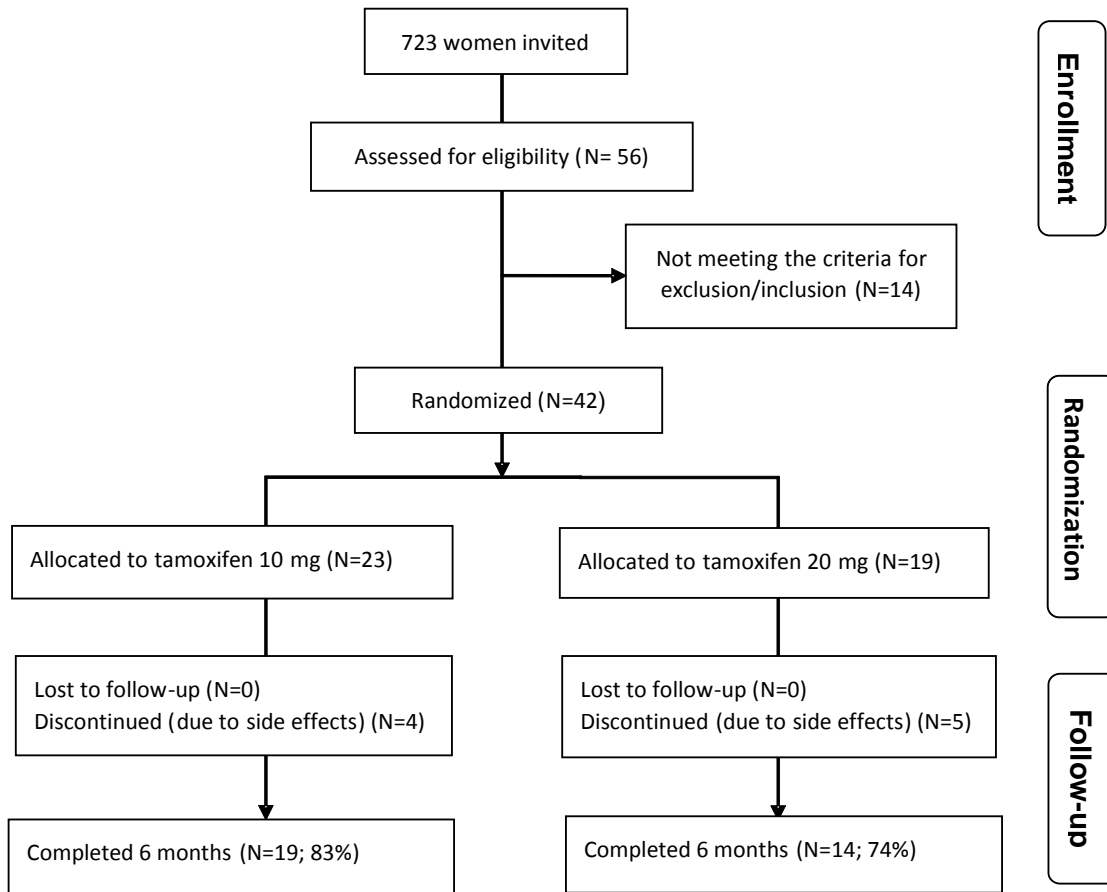 723 women invited
Enrollment
Assessed for eligibility (N= 56)
Not meeting the criteria for
exclusion/inclusion (N=14)
Randomized (N=42)
Randomization
Allocated to tamoxifen 10 mg (N=23)
Allocated to tamoxifen 20 mg (N=19)
Lost to follow-up (N=0)
Discontinued (due to side effects) (N=4)
Lost to follow-up (N=0)
Discontinued (due to side effects) (N=5)
Follow-up
Completed 6 months (N=19; 83%)
Completed 6 months (N=14; 74%)